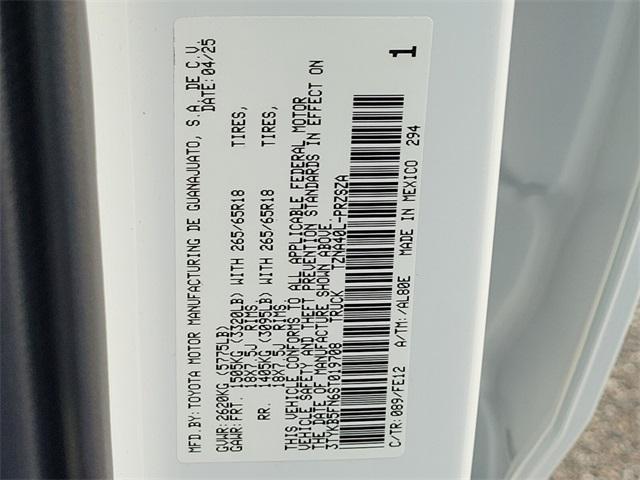 MFD.BY:TOYOTA MOTOR MANUFACTURING DE GUANAJUATO, S.A. DE C.V.
DATE:04/25
GVWR:2620KG(5775LB)
GAWR:FRT. 1505KG(3320LB) WITH 265/65R18 TIRES,
18X7.5J RIMS,
RR. 1405KG(3095LB) WITH 265/65R18 TIRES,
18X7.5J RIMS.
THIS VEHICLE CONFORMS TO ALL APPLICABLE FEDERAL MOTOR
VEHICLE SAFETY AND THEFT PREVENTION STANDARDS IN EFFECT ON
THE DATE OF MANUFACTURE SHOWN ABOVE.
3TYKB5FN6ST019708 TRUCK TZNA40L-PRZSZA
C/TR:089/FE12 A/TM:/AL80E MADE IN MEXICO 294
1